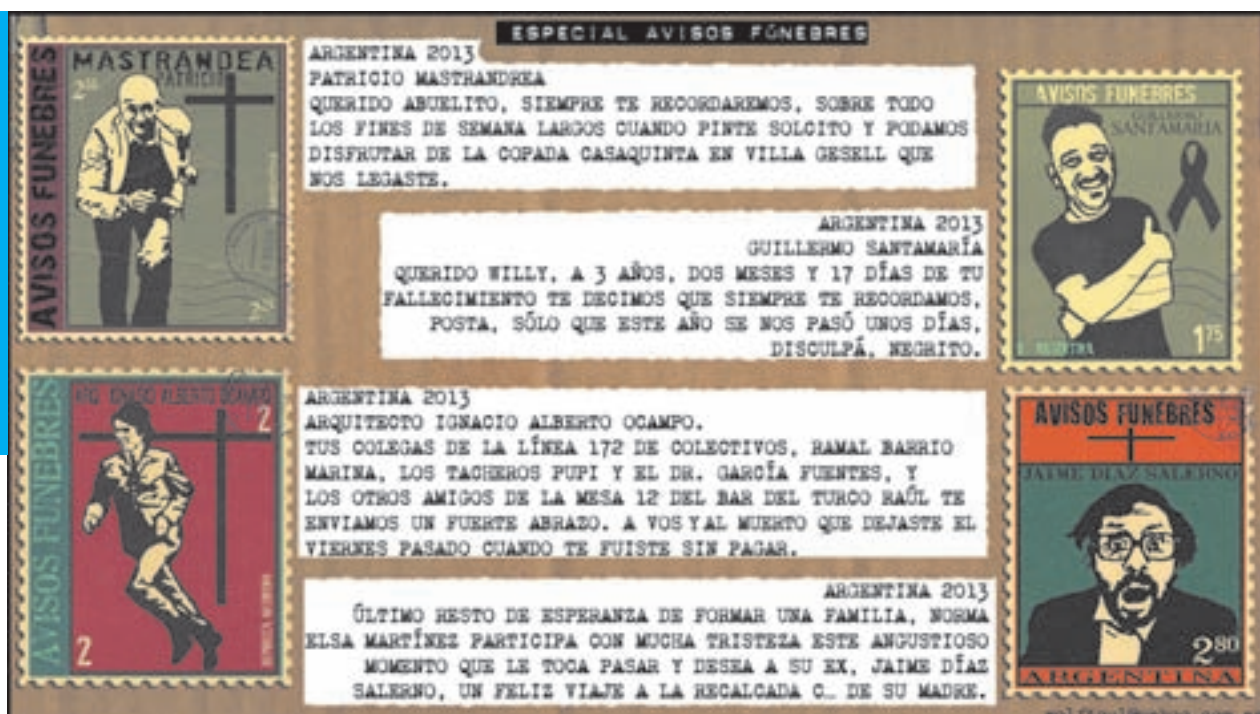 ESPECIAL AVISOS FÚNEBRES
AVISOS FUNEBRES
MASTRANDEA
PATRICIO
ARGENTINA 2013
PATRICIO MASTRANDREA
QUERIDO ABUELITO, SIEMPRE TE RECORDAREMOS, SOBRE TODO
LOS FINES DE SEMANA LARGOS CUANDO PINTE SOLCITO Y PODAMOS
DISFRUTAR DE LA COPADA CASAQUINTA EN VILLA GESELL QUE
NOS LEGASTE.
AVISOS FUNEBRES
GUILLERMO
SANTAMARIA
1.75
ARGENTINA
ARGENTINA 2013
GUILLERMO SANTAMARÍA
QUERIDO WILLY, A 3 AÑOS, DOS MESES Y 17 DÍAS DE TU
FALLECIMIENTO TE DECIMOS QUE SIEMPRE TE RECORDAMOS,
POSTA, SÓLO QUE ESTE AÑO SE NOS PASÓ UNOS DÍAS,
DISCULPÁ, NEGRITO.
AVISOS FUNEBRES
ARQ. IGNACIO ALBERTO OCAMPO
2
2
ARGENTINA 2013
ARQUITECTO IGNACIO ALBERTO OCAMPO.
TUS COLEGAS DE LA LÍNEA 172 DE COLECTIVOS, RAMAL BARRIO
MARINA, LOS TACHEROS PUPI Y EL DR. GARCÍA FUENTES, Y
LOS OTROS AMIGOS DE LA MESA 12 DEL BAR DEL TURCO RAÚL TE
ENVIAMOS UN FUERTE ABRAZO. A VOS Y AL MUERTO QUE DEJASTE EL
VIERNES PASADO CUANDO TE FUISTE SIN PAGAR.
AVISOS FUNEBRES
JAIME DIAZ SALERNO
2.80
ARGENTINA
ARGENTINA 2013
ÚLTIMO RESTO DE ESPERANZA DE FORMAR UNA FAMILIA, NORMA
ELSA MARTÍNEZ PARTICIPA CON MUCHA TRISTEZA ESTE ANGUSTIOSO
MOMENTO QUE LE TOCA PASAR Y DESEA A SU EX, JAIME DÍAZ
SALERNO, UN FELIZ VIAJE A LA RECALCADA C… DE SU MADRE.